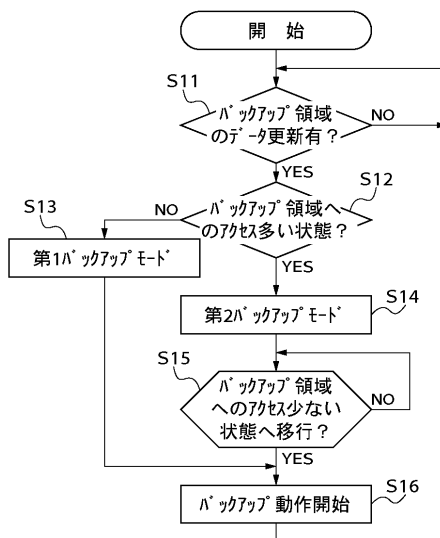 開　始
S11
バックアップ領域
のデータ更新有？
NO
YES
S12
バックアップ領域へ
のアクセス多い状態？
NO
YES
S13
第1バックアップモード
S14
第2バックアップモード
S15
バックアップ領域
へのアクセス少ない
状態へ移行？
NO
YES
S16
バックアップ動作開始